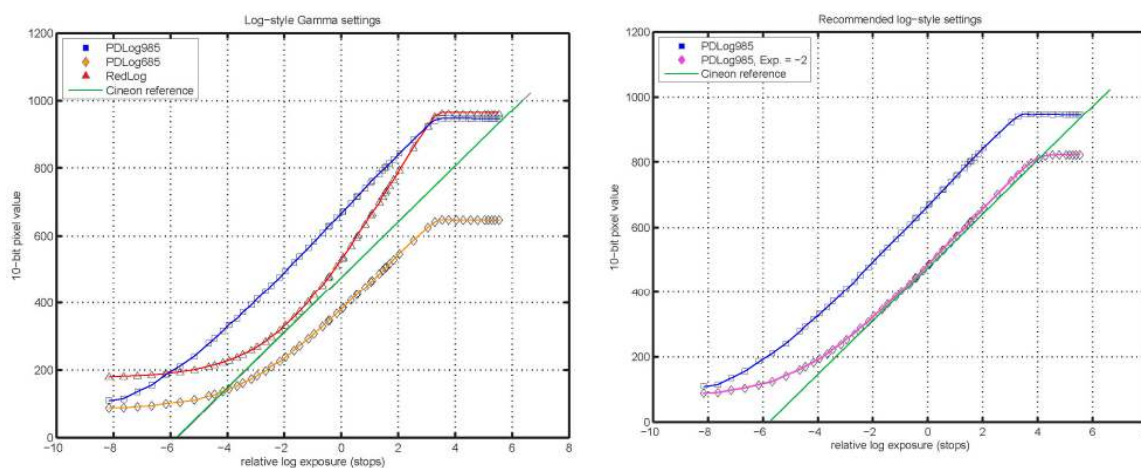 Log-style Gamma settings
1200
1000
800
600
400
200
0
10-bit pixel value
PDLog985
PDLog685
RedLog
Cineon reference
-10 -8 -6 -4 -2 0 2 4 6 8
relative log exposure (stops)
Recommended log-style settings
1200
1000
800
600
400
200
0
10-bit pixel value
PDLog985
PDLog985, Exp. = -2
Cineon reference
-10 -8 -6 -4 -2 0 2 4 6 8
relative log exposure (stops)